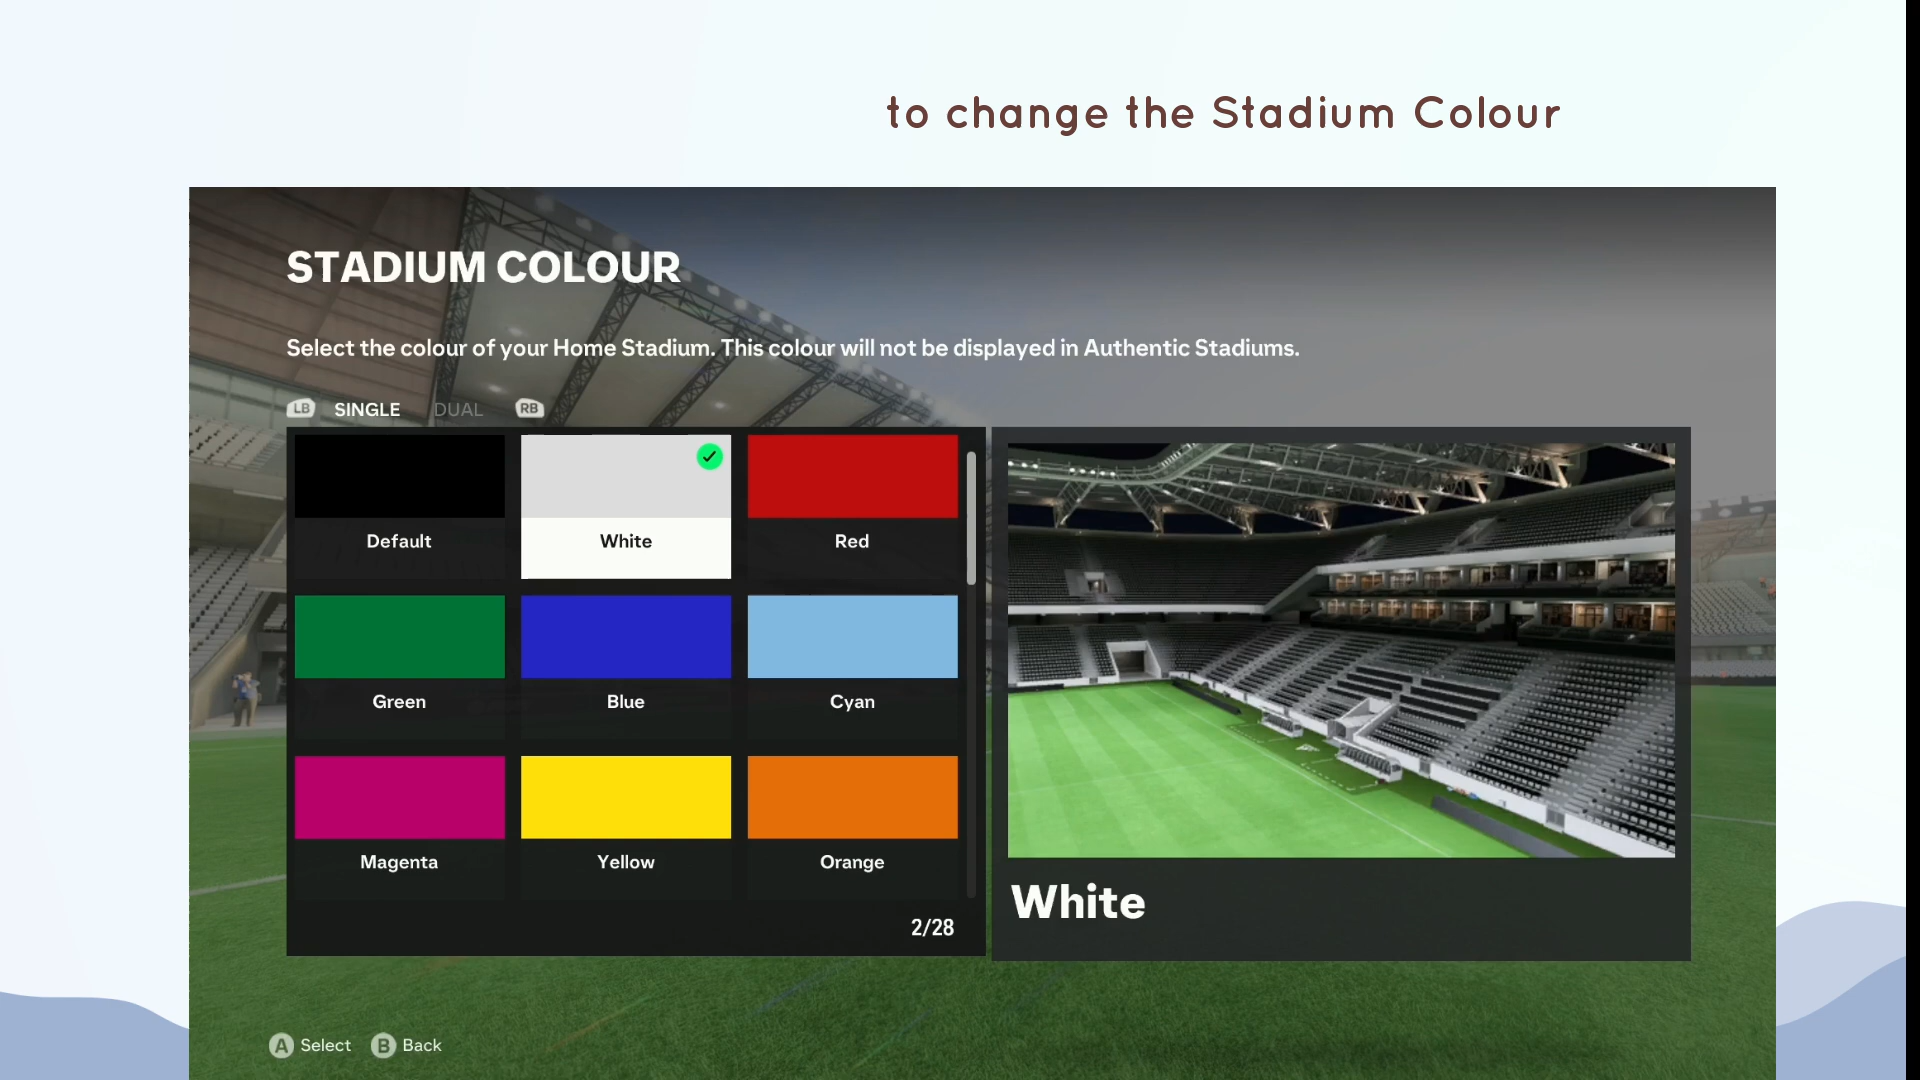 to change the Stadium Colour
STADIUM COLOUR
Select the colour of your Home Stadium. This colour will not be displayed in Authentic Stadiums.
LB SINGLE DUAL RB
Default White Red
Green Blue Cyan
Magenta Yellow Orange
2/28
White
A Select B Back